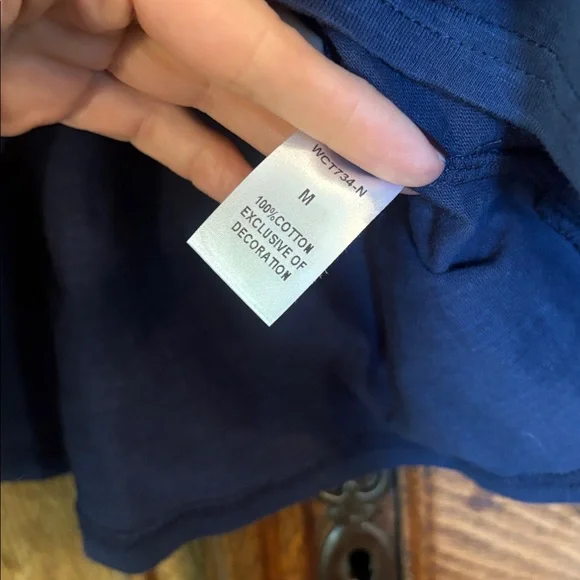 WCT734-N
M
100%COTTON
EXCLUSIVE OF
DECORATION